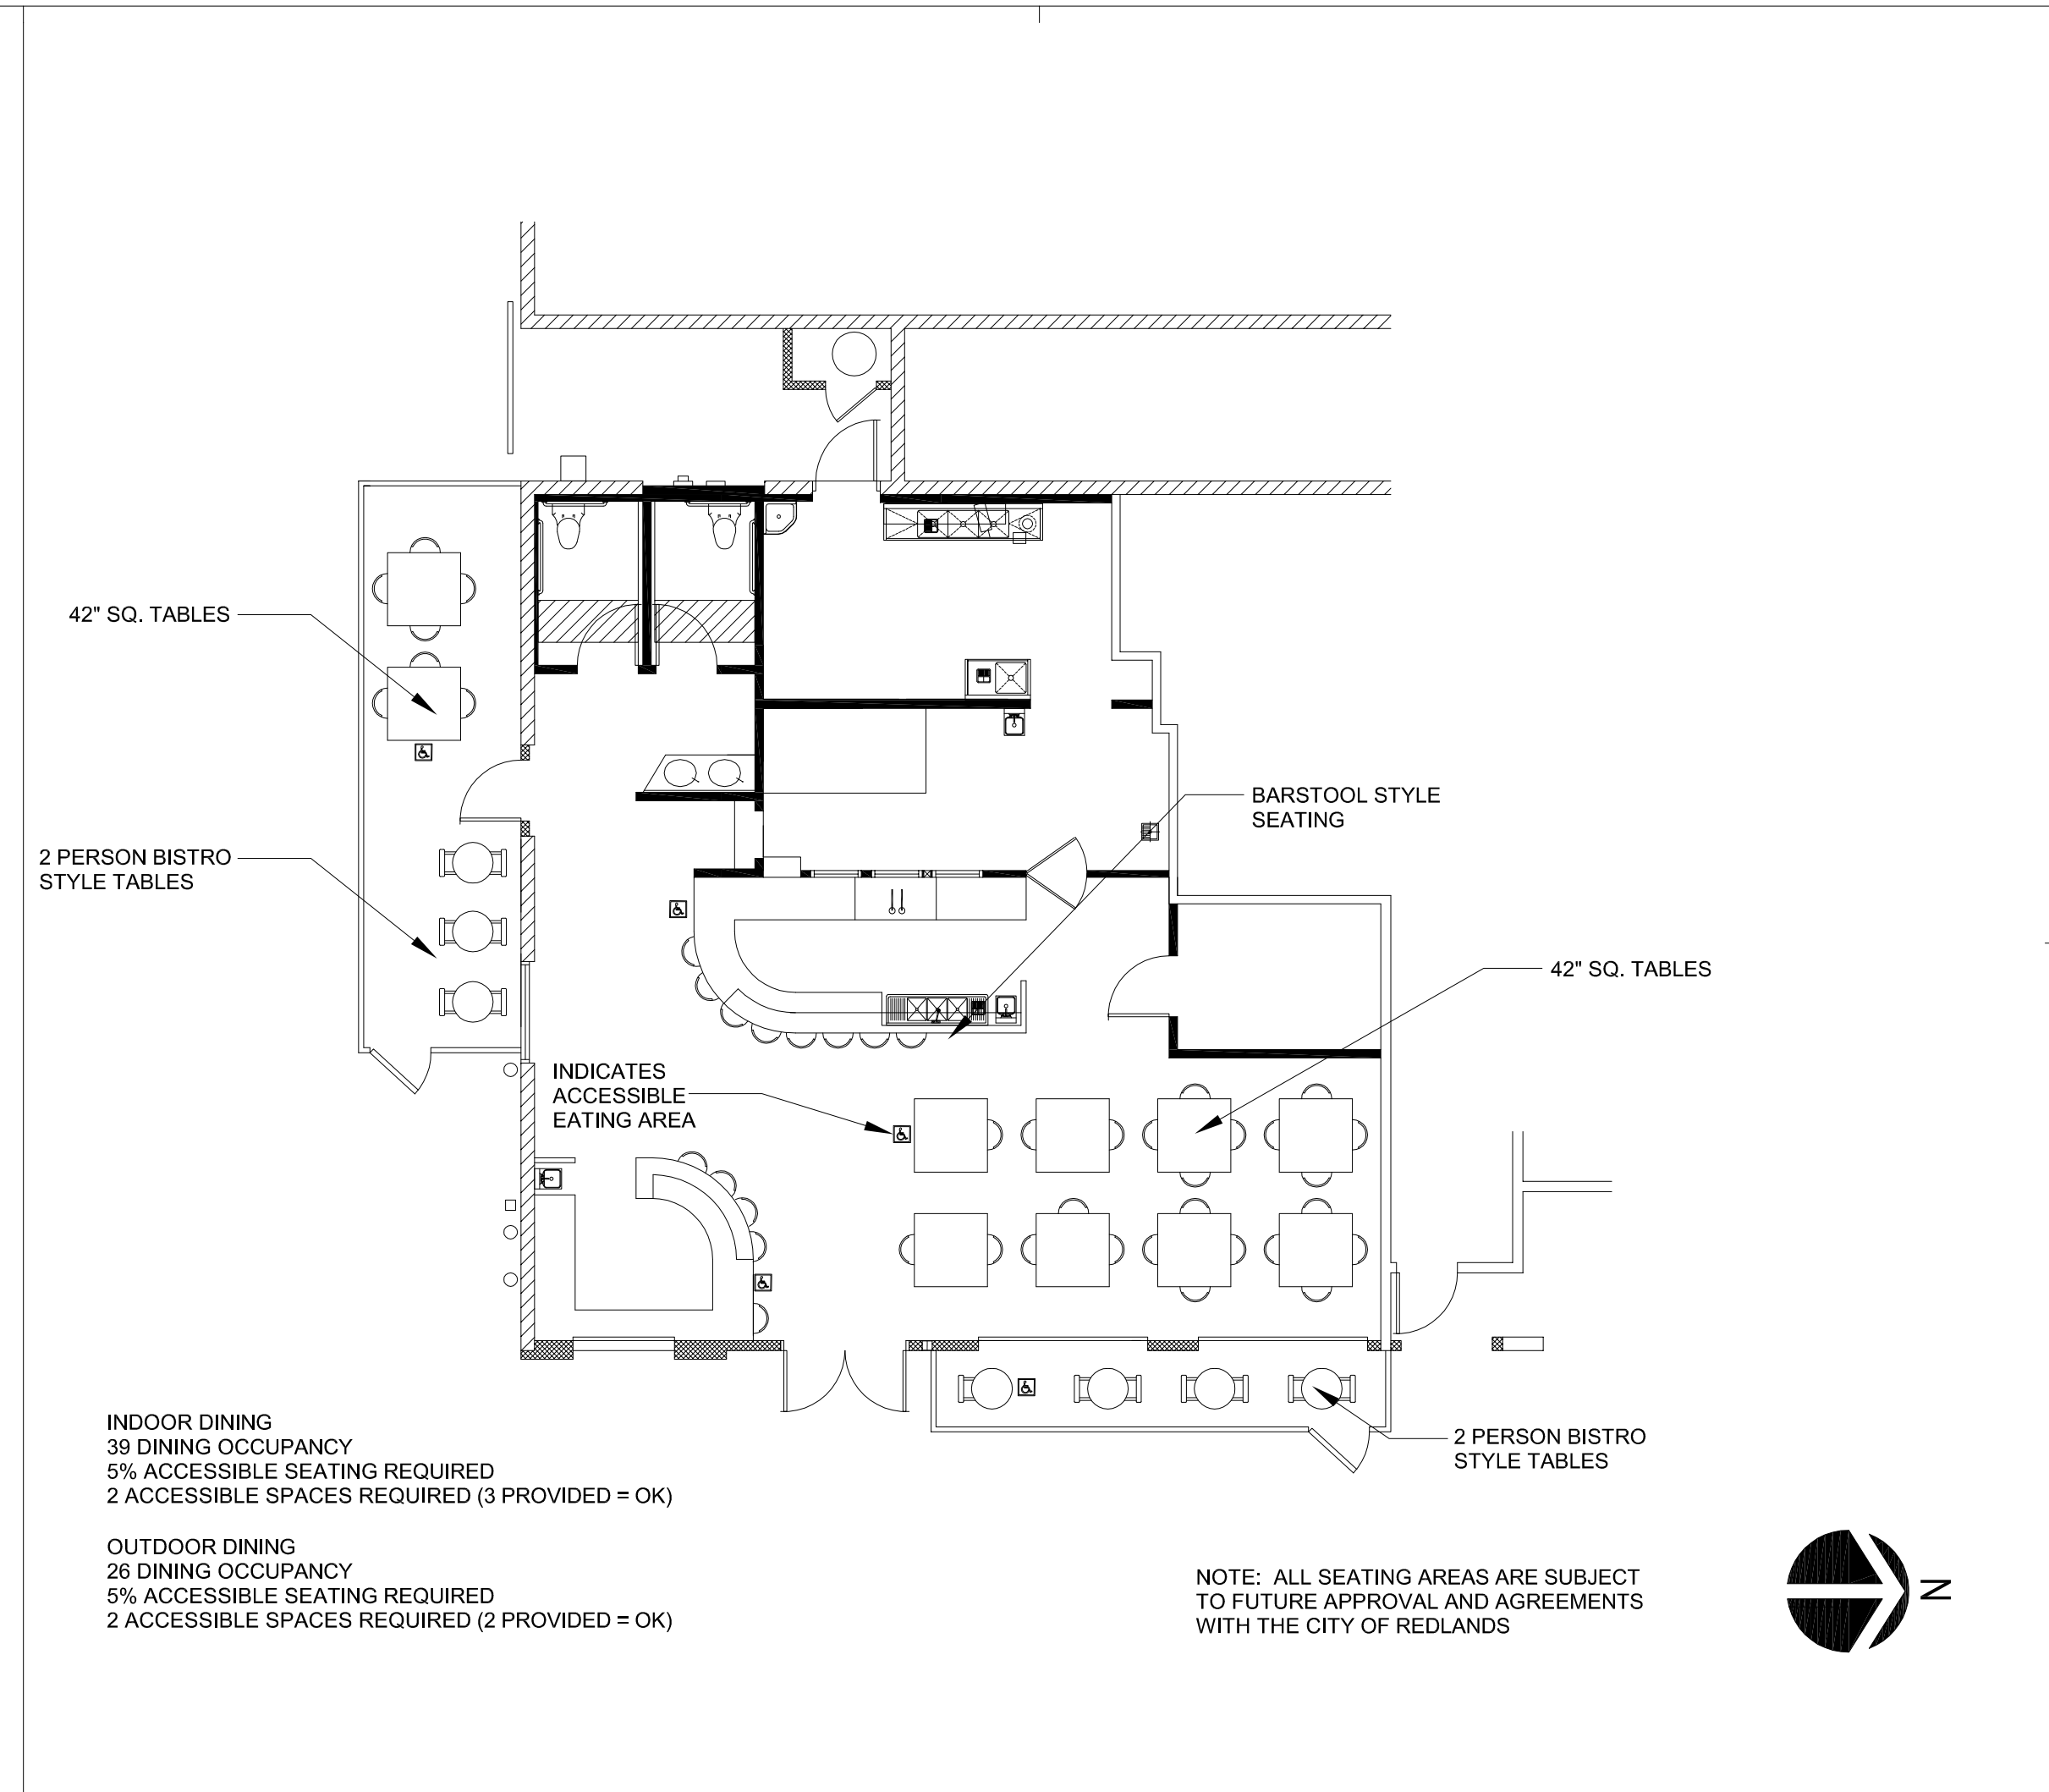 42" SQ. TABLES
2 PERSON BISTRO
STYLE TABLES
BARSTOOL STYLE
SEATING
42" SQ. TABLES
INDICATES
ACCESSIBLE
EATING AREA
2 PERSON BISTRO
STYLE TABLES
INDOOR DINING
39 DINING OCCUPANCY
5% ACCESSIBLE SEATING REQUIRED
2 ACCESSIBLE SPACES REQUIRED (3 PROVIDED = OK)
OUTDOOR DINING
26 DINING OCCUPANCY
5% ACCESSIBLE SEATING REQUIRED
2 ACCESSIBLE SPACES REQUIRED (2 PROVIDED = OK)
NOTE: ALL SEATING AREAS ARE SUBJECT
TO FUTURE APPROVAL AND AGREEMENTS
WITH THE CITY OF REDLANDS
N